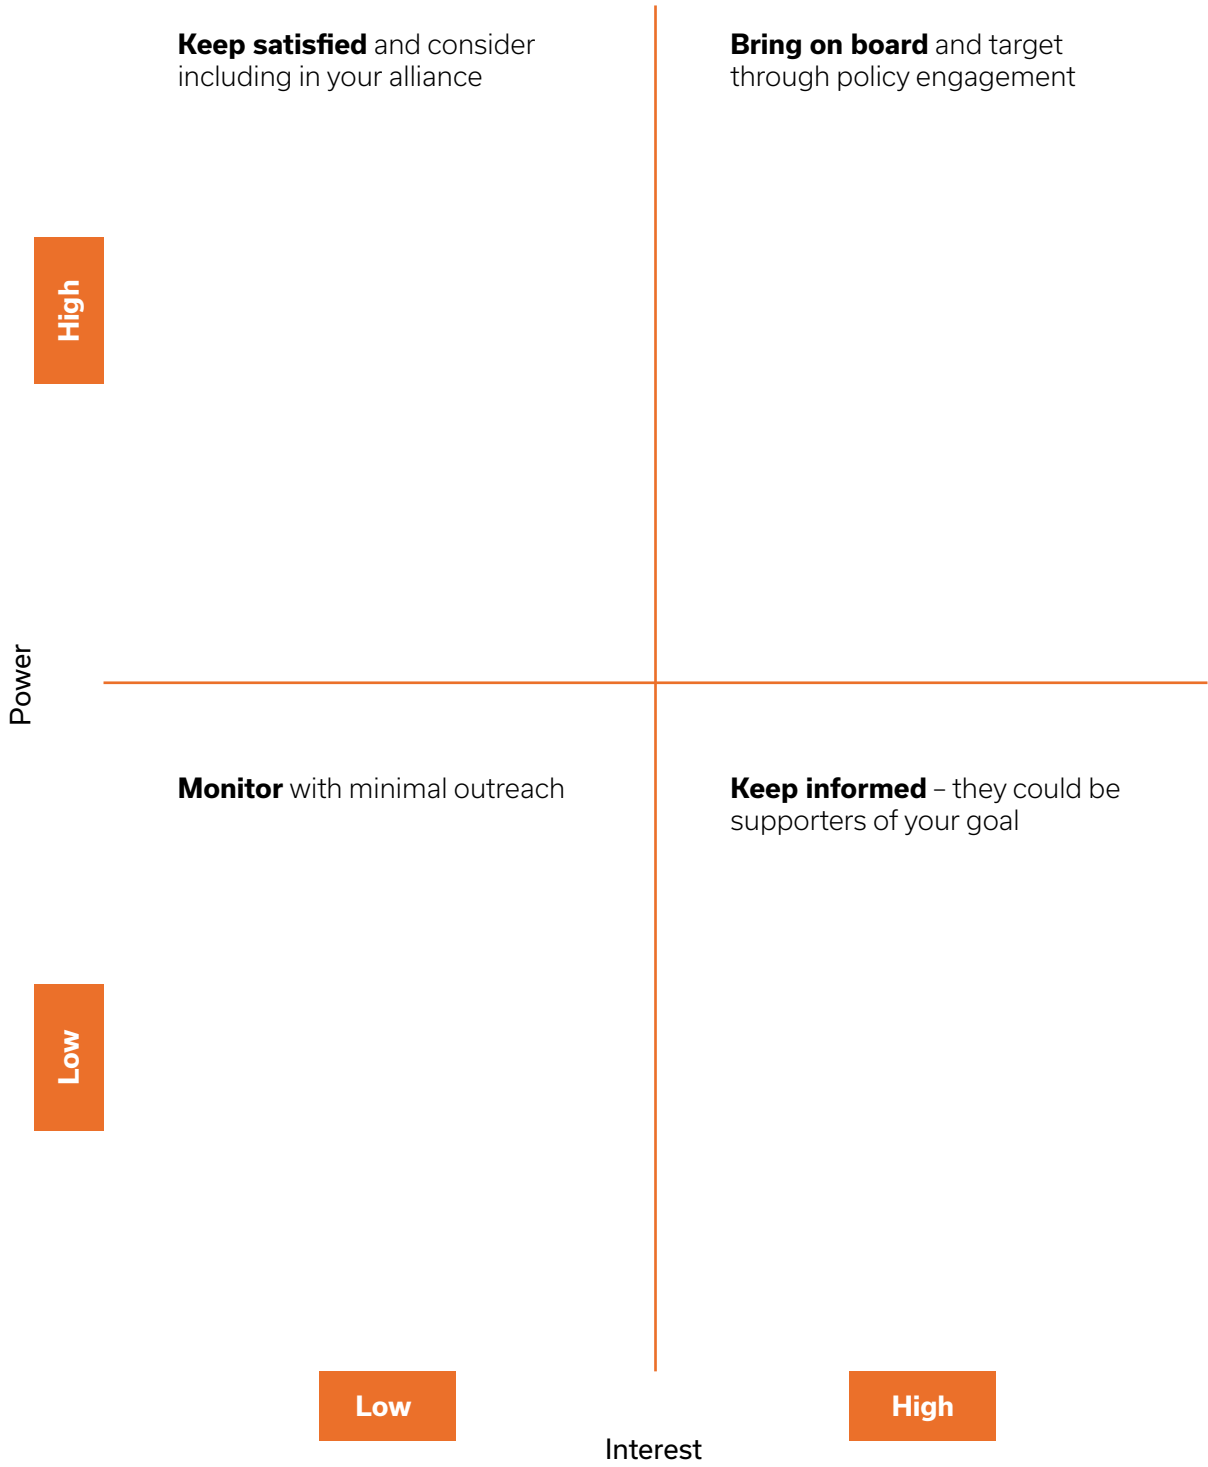 Keep satisfied and consider
including in your alliance
Bring on board and target
through policy engagement
High
Power
Monitor with minimal outreach
Keep informed – they could be
supporters of your goal
Low
Low
High
Interest